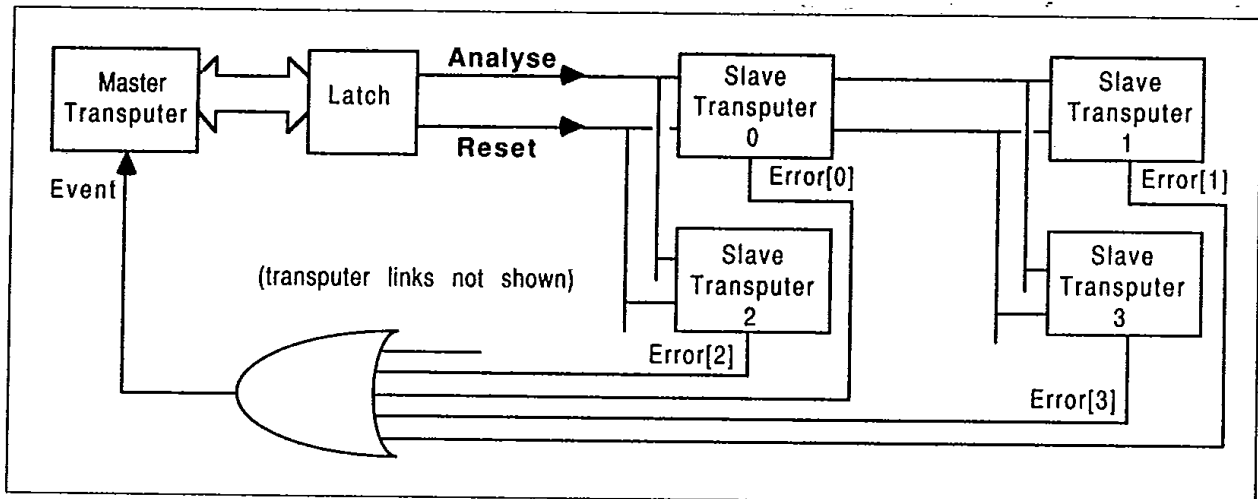 Master
Transputer
Latch
Analyse
Reset
Slave
Transputer
0
Slave
Transputer
1
Event
Error[0]
Error[1]
(transputer links not shown)
Slave
Transputer
2
Slave
Transputer
3
Error[2]
Error[3]